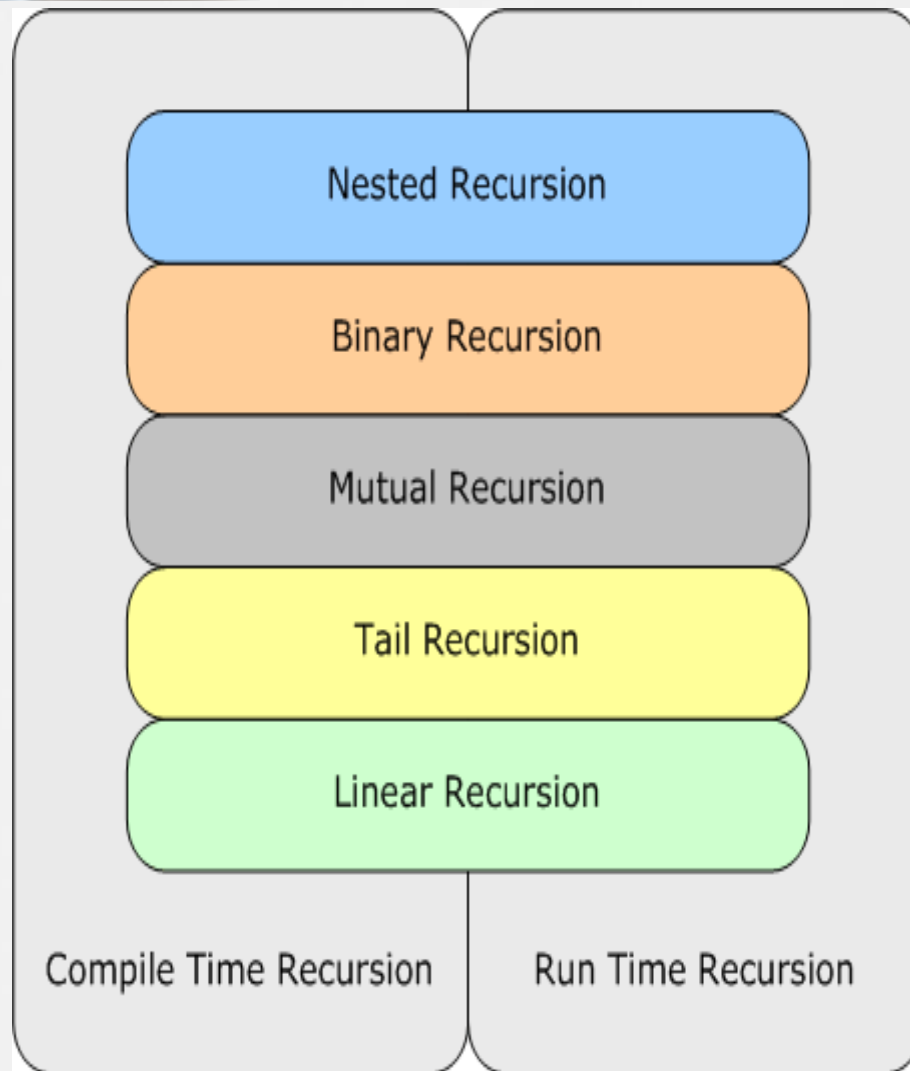 Nested Recursion
Binary Recursion
Mutual Recursion
Tail Recursion
Linear Recursion
Compile Time Recursion
Run Time Recursion